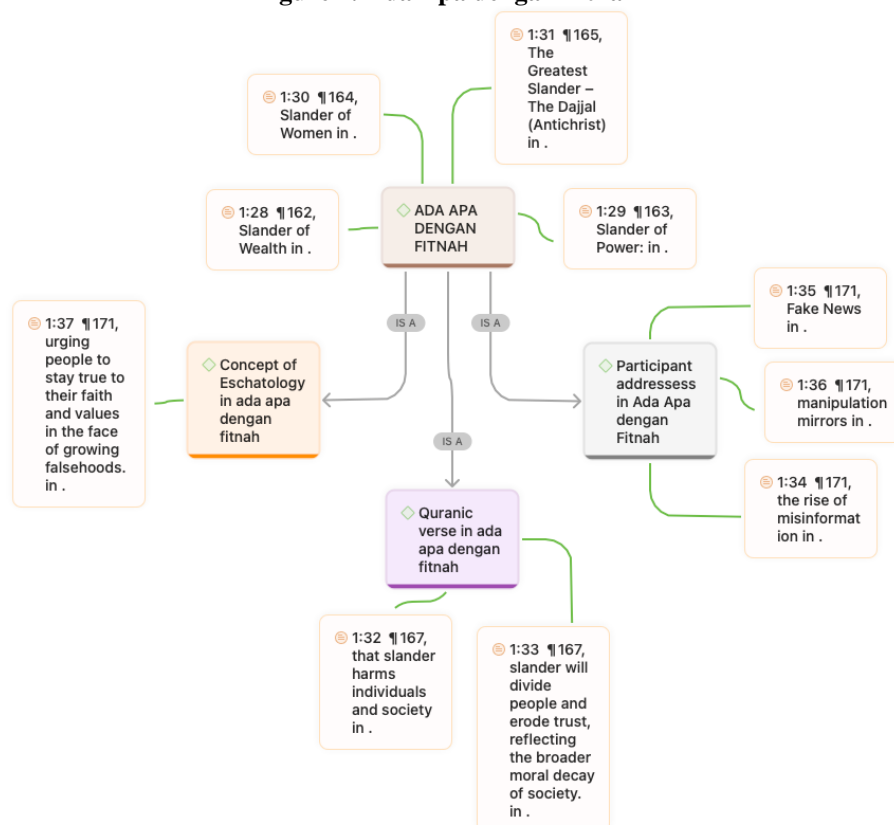 1:31 ¶165,
The
Greatest
Slander –
The Dajjal
(Antichrist)
in .
1:30 ¶164,
Slander of
Women in .
1:28 ¶162,
Slander of
Wealth in .
ADA APA
DENGAN
FITNAH
1:29 ¶163,
Slander of
Power: in .
IS A
IS A
IS A
1:37 ¶171,
urging
people to
stay true to
their faith
and values
in the face
of growing
falsehoods.
in .
Concept of
Eschatology
in ada apa
dengan
fitnah
Participant
addressess
in Ada Apa
dengan
Fitnah
1:35 ¶171,
Fake News
in .
1:36 ¶171,
manipulation
mirrors in .
1:34 ¶171,
the rise of
misinformat
ion in .
Quranic
verse in ada
apa dengan
fitnah
1:32 ¶167,
that slander
harms
individuals
and society
in .
1:33 ¶167,
slander will
divide
people and
erode trust,
reflecting
the broader
moral decay
of society.
in .